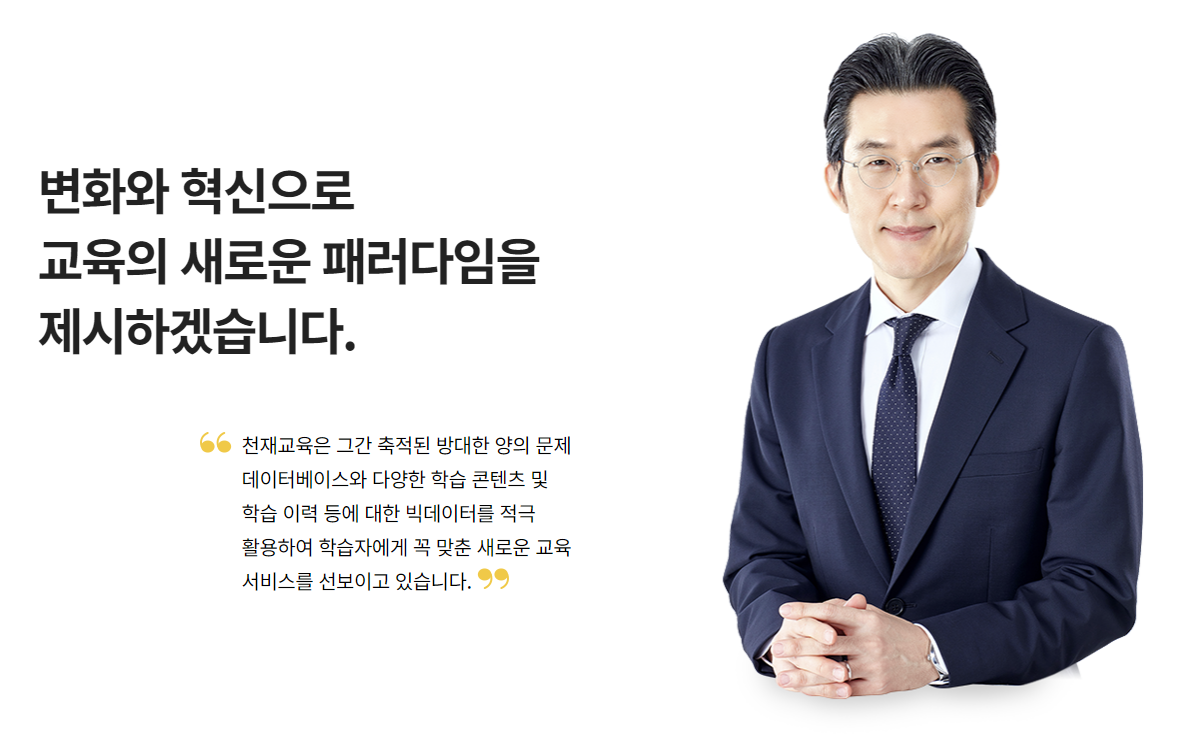 변화와 혁신으로
교육의 새로운 패러다임을
제시하겠습니다.
“ 천재교육은 그간 축적된 방대한 양의 문제
데이터베이스와 다양한 학습 콘텐츠 및
학습 이력 등에 대한 빅데이터를 적극
활용하여 학습자에게 꼭 맞춘 새로운 교육
서비스를 선보이고 있습니다. ”